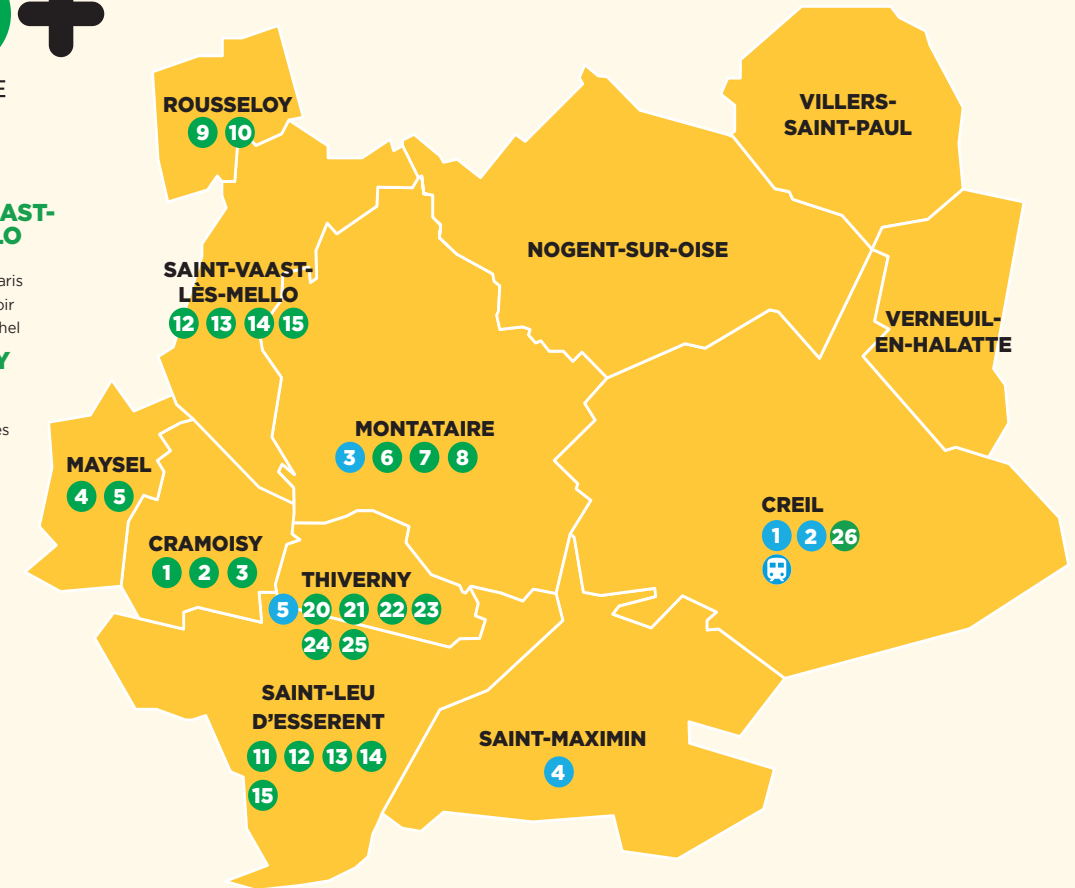 E
AST-
LO
aris
oir
hel
Y
es
ROUSSELOY
9 10
VILLERS-
SAINT-PAUL
NOGENT-SUR-OISE
SAINT-VAAST-
LÈS-MELLO
12 13 14 15
VERNEUIL-
EN-HALATTE
MONTATAIRE
3 6 7 8
MAYSEL
4 5
CREIL
1 2 26
CRAMOISY
1 2 3
THIVERNY
5 20 21 22 23
24 25
SAINT-LEU
D'ESSERENT
11 12 13 14
15
SAINT-MAXIMIN
4